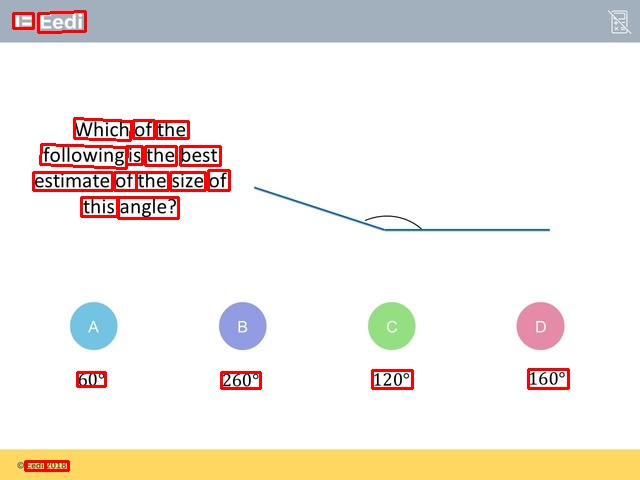 Eedi
Which of the
following is the best
estimate of the size of
this angle?
A
B
C
D
60°
260°
120°
160°
© Eedi 2018